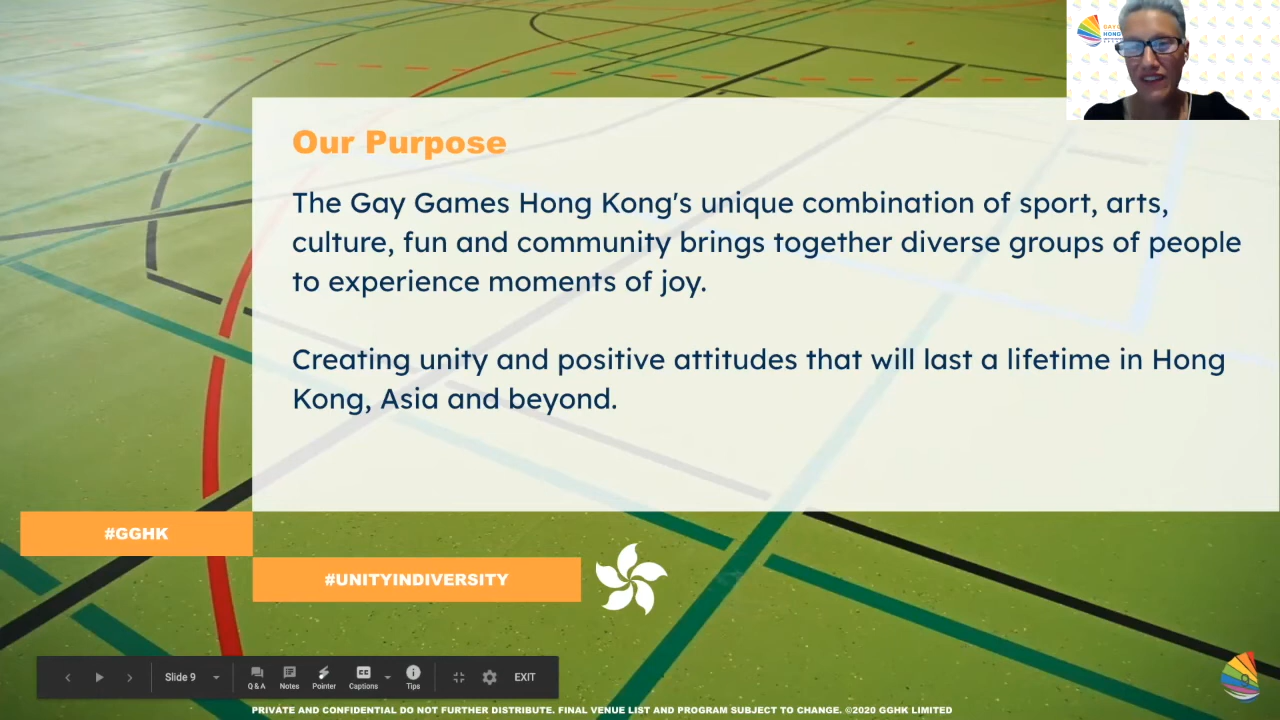 Our Purpose
The Gay Games Hong Kong's unique combination of sport, arts,
culture, fun and community brings together diverse groups of people
to experience moments of joy.
Creating unity and positive attitudes that will last a lifetime in Hong
Kong, Asia and beyond.
#GGHK
#UNITYINDIVERSITY
Slide 9
Q & A
Notes
Pointer
Captions
Tips
EXIT
PRIVATE AND CONFIDENTIAL DO NOT FURTHER DISTRIBUTE. FINAL VENUE LIST AND PROGRAM SUBJECT TO CHANGE. ©2020 GGHK LIMITED